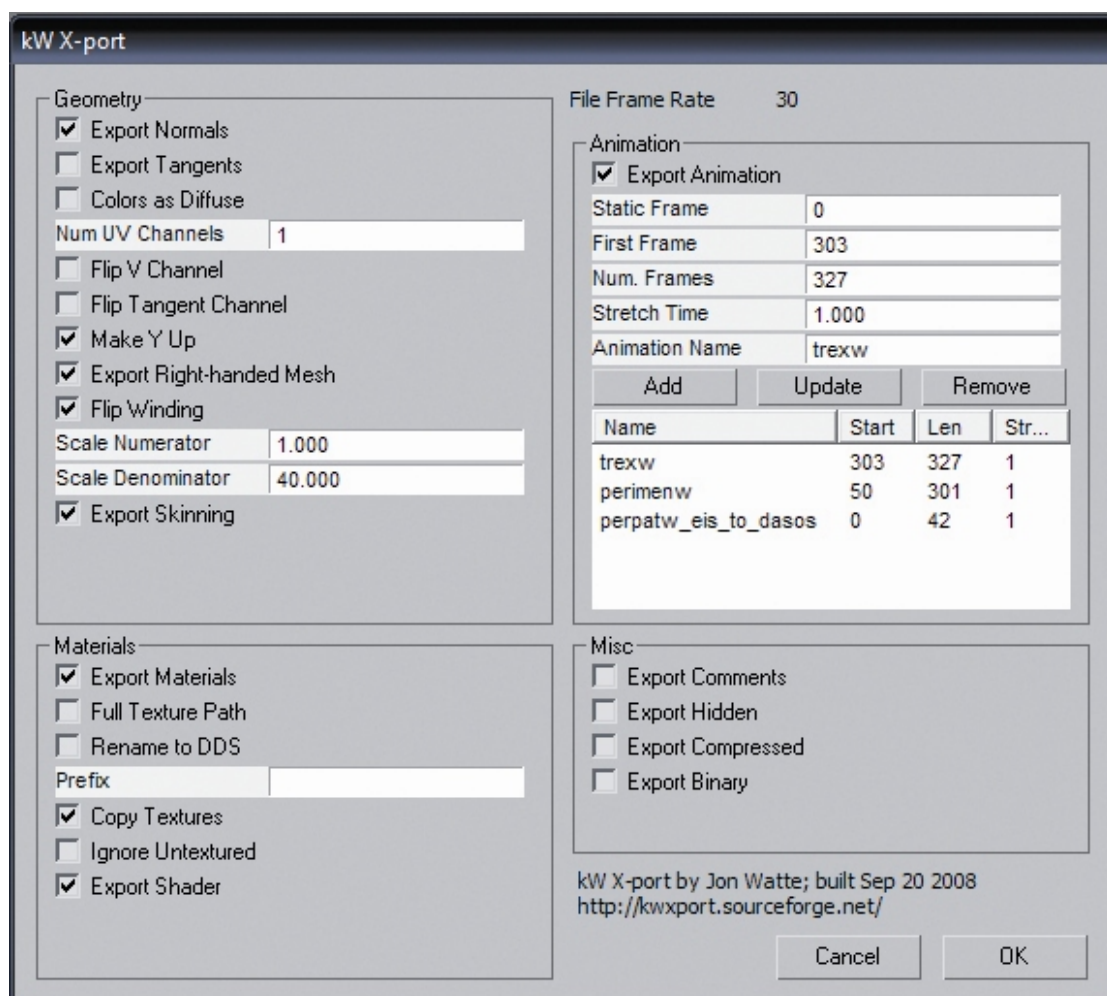 kW X-port
Geometry
Export Normals
Export Tangents
Colors as Diffuse
Num UV Channels 1
Flip V Channel
Flip Tangent Channel
Make Y Up
Export Right-handed Mesh
Flip Winding
Scale Numerator 1.000
Scale Denominator 40.000
Export Skinning
Materials
Export Materials
Full Texture Path
Rename to DDS
Prefix
Copy Textures
Ignore Untextured
Export Shader
File Frame Rate 30
Animation
Export Animation
Static Frame 0
First Frame 303
Num. Frames 327
Stretch Time 1.000
Animation Name trexw
Add Update Remove
Name Start Len Str...
trexw 303 327 1
perimenw 50 301 1
perpatw_eis_to_dasos 0 42 1
Misc
Export Comments
Export Hidden
Export Compressed
Export Binary
kW X-port by Jon Watte; built Sep 20 2008
http://kwxport.sourceforge.net/
Cancel OK